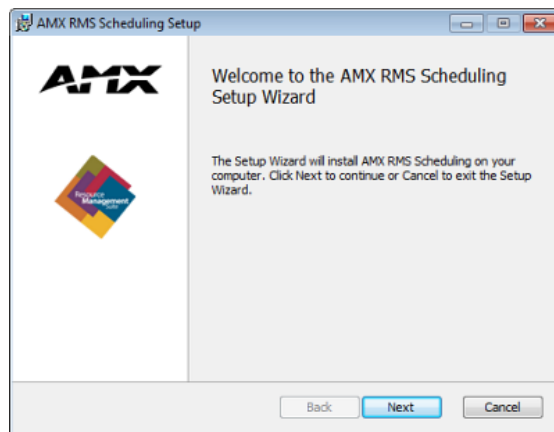 AMX RMS Scheduling Setup
AMX
Welcome to the AMX RMS Scheduling
Setup Wizard
Resource
Management
Suite
The Setup Wizard will install AMX RMS Scheduling on your
computer. Click Next to continue or Cancel to exit the Setup
Wizard.
Back
Next
Cancel